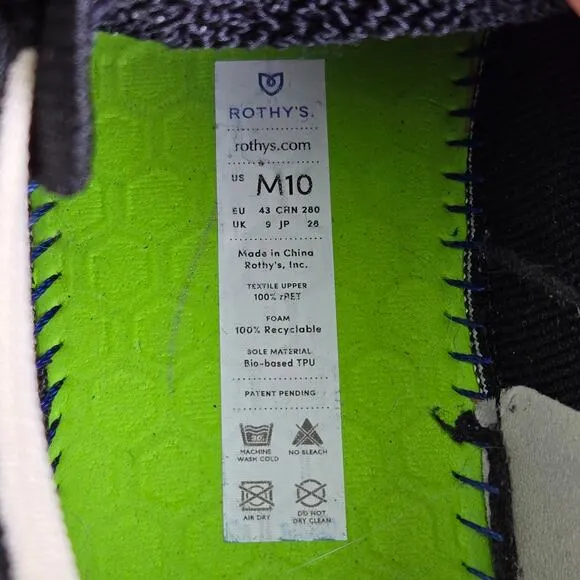 ROTHY'S.
rothys.com
US M10
EU 43 CHN 280
UK 9 JP 28
Made in China
Rothy's, Inc.
TEXTILE UPPER
100% rPET
FOAM
100% Recyclable
SOLE MATERIAL
Bio-based TPU
PATENT PENDING
30°
MACHINE
WASH COLD
NO BLEACH
AIR DRY
DO NOT
DRY CLEAN